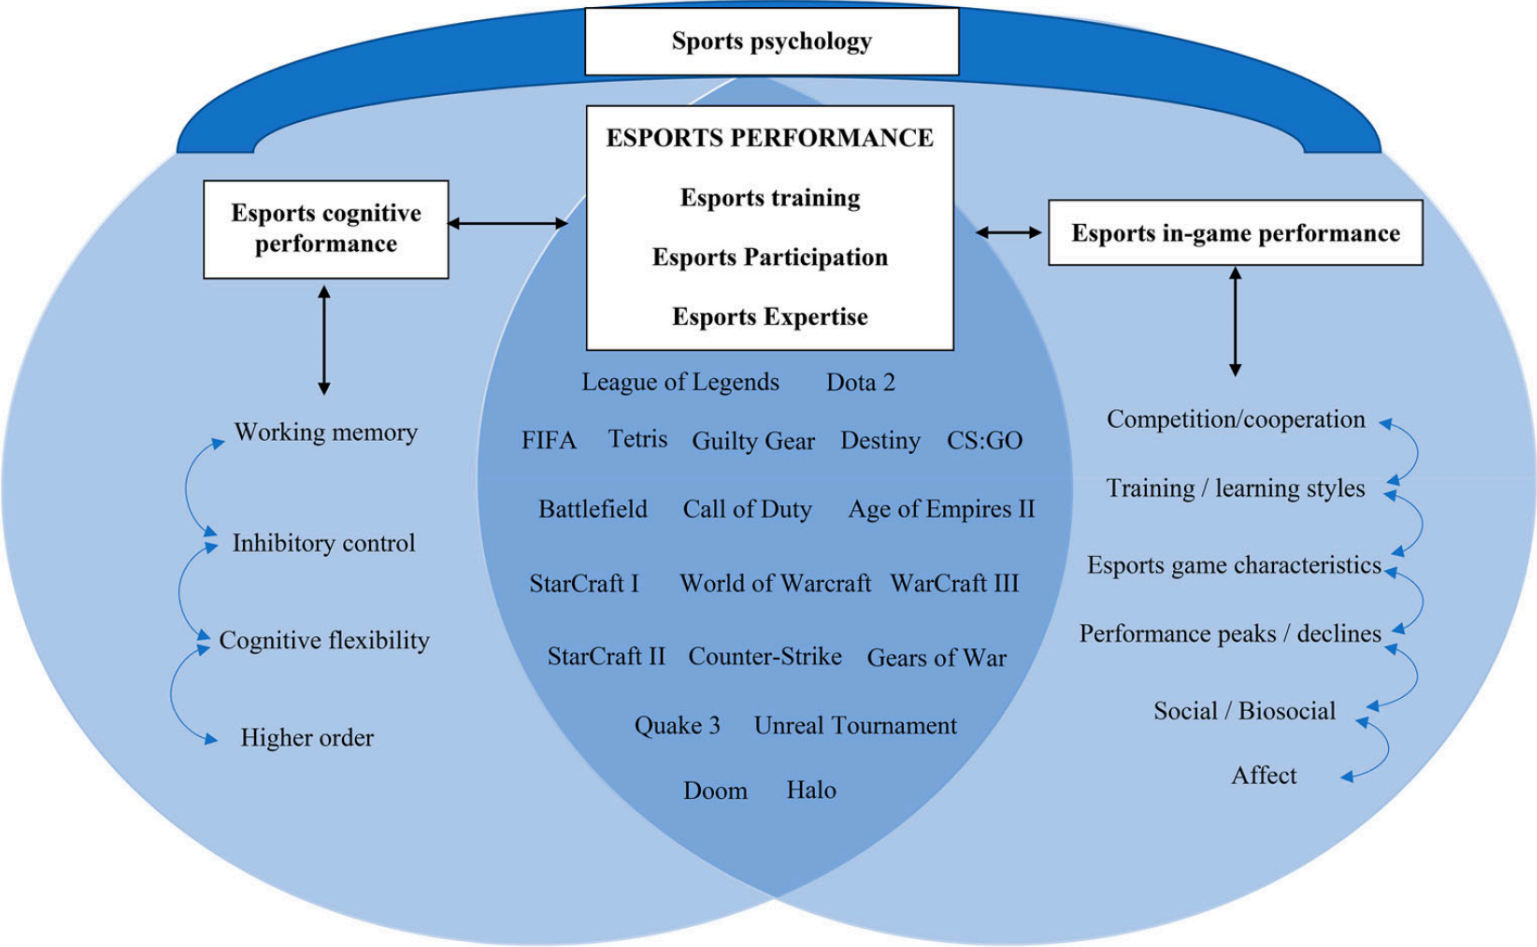 Sports psychology
ESPORTS PERFORMANCE
Esports training
Esports Participation
Esports Expertise
Esports cognitive
performance
Esports in-game performance
Working memory
Inhibitory control
Cognitive flexibility
Higher order
League of Legends Dota 2
FIFA Tetris Guilty Gear Destiny CS:GO
Battlefield Call of Duty Age of Empires II
StarCraft I World of Warcraft WarCraft III
StarCraft II Counter-Strike Gears of War
Quake 3 Unreal Tournament
Doom Halo
Competition/cooperation
Training / learning styles
Esports game characteristics
Performance peaks / declines
Social / Biosocial
Affect